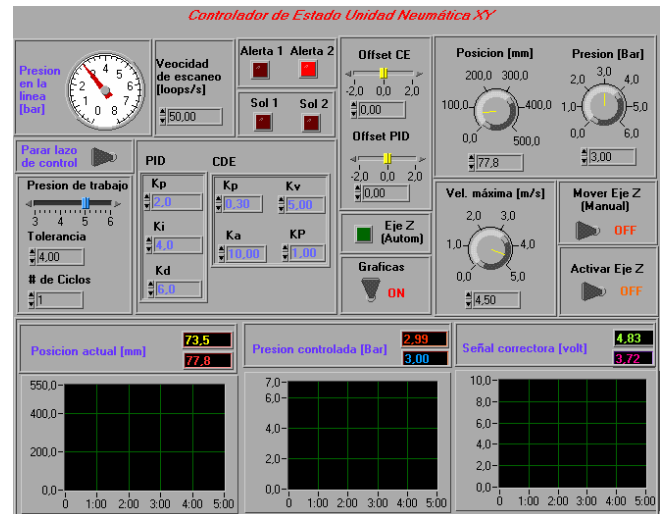 Controlador de Estado Unidad Neumática XY
Presion
en la
linea
[bar]
0 1 2 3 4 5 6 7 8
Veocidad
de escaneo
[loops/s]
50,00
Alerta 1 Alerta 2
Sol 1 Sol 2
Offset CE
-2,0 0,0 2,0
0,00
Offset PID
-2,0 0,0 2,0
0,00
Posicion [mm]
200,0 300,0
100,0 400,0
0,0 500,0
77,8
Presion [Bar]
3,0
2,0 4,0
1,0 5,0
0,0 6,0
3,00
Parar lazo
de control
Presion de trabajo
3 4 5 6
Tolerancia
4,00
# de Ciclos
1
PID
Kp
2,0
Ki
4,0
Kd
6,0
CDE
Kp Kv
0,30 5,00
Ka KP
10,00 1,00
Eje Z
(Autom)
Graficas
ON
Vel. máxima [m/s]
2,0 3,0
1,0 4,0
0,0 5,0
4,50
Mover Eje Z
(Manual)
OFF
Activar Eje Z
OFF
Posicion actual [mm]
73,5
77,8
550,0
400,0
200,0
0,0
0 1:00 2:00 3:00 4:00 5:00
Presion controlada [Bar]
2,99
3,00
7,0
6,0
4,0
2,0
0,0
0 1:00 2:00 3:00 4:00 5:00
Señal correctora [volt]
4,83
3,72
10,0
8,0
6,0
4,0
2,0
0,0
0 1:00 2:00 3:00 4:00 5:00